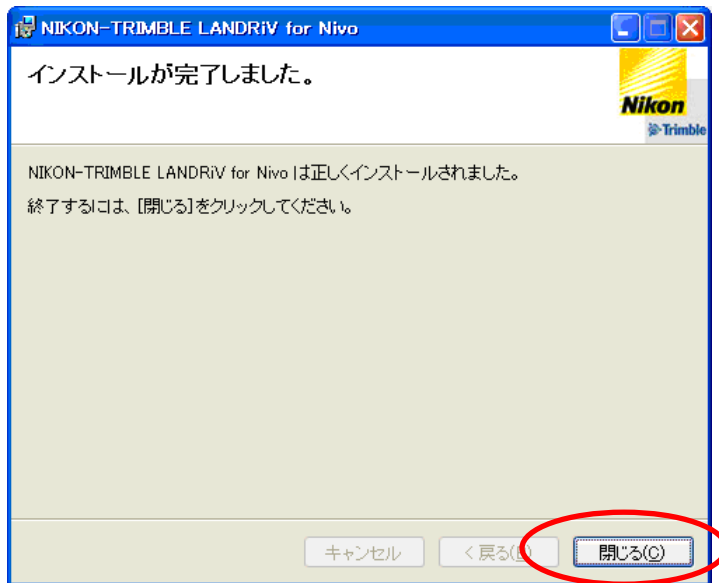 NIKON-TRIMBLE LANDRiV for Nivo
インストールが完了しました。
Nikon
Trimble
NIKON-TRIMBLE LANDRiV for Nivo は正しくインストールされました。
終了するには、[閉じる]をクリックしてください。
キャンセル
< 戻る(
閉じる(C)